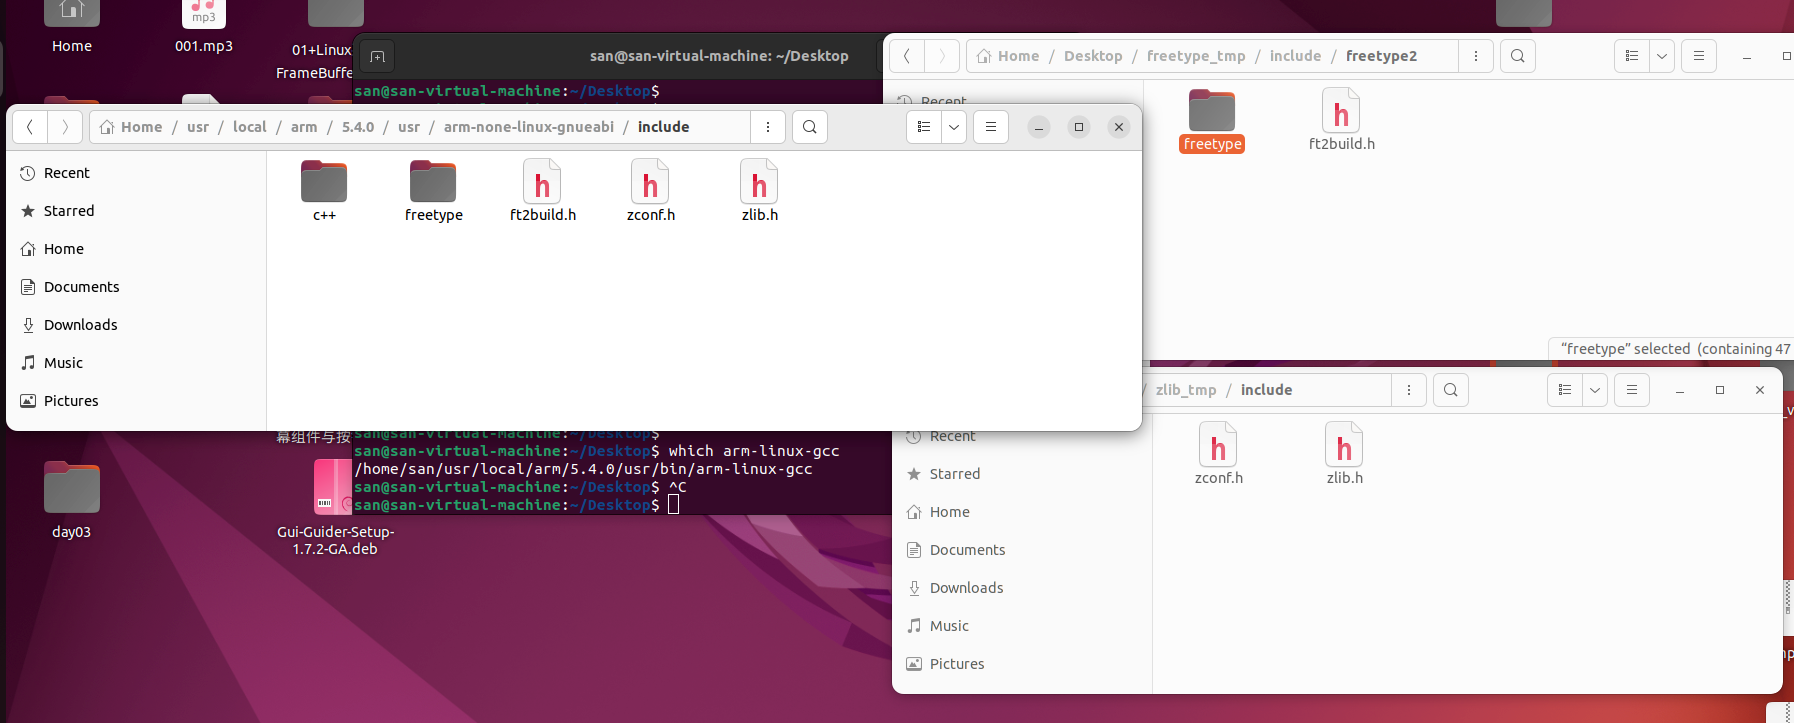 Home
001.mp3
mp3
01+Linux
FrameBuffe
san@san-virtual-machine: ~/Desktop
san@san-virtual-machine:~/Desktop$
Home / Desktop / freetype_tmp / include / freetype2
Recent
freetype
ft2build.h
"freetype" selected (containing 47
Home / usr / local / arm / 5.4.0 / usr / arm-none-linux-gnueabi / include
Recent
Starred
Home
Documents
Downloads
Music
Pictures
c++
freetype
ft2build.h
zconf.h
zlib.h
幕组件与按
san@san-virtual-machine:~/Desktop$
san@san-virtual-machine:~/Desktop$ which arm-linux-gcc
/home/san/usr/local/arm/5.4.0/usr/bin/arm-linux-gcc
san@san-virtual-machine:~/Desktop$ ^C
san@san-virtual-machine:~/Desktop$
/ zlib_tmp / include
Recent
Starred
Home
Documents
Downloads
Music
Pictures
zconf.h
zlib.h
day03
Gui-Guider-Setup-
1.7.2-GA.deb